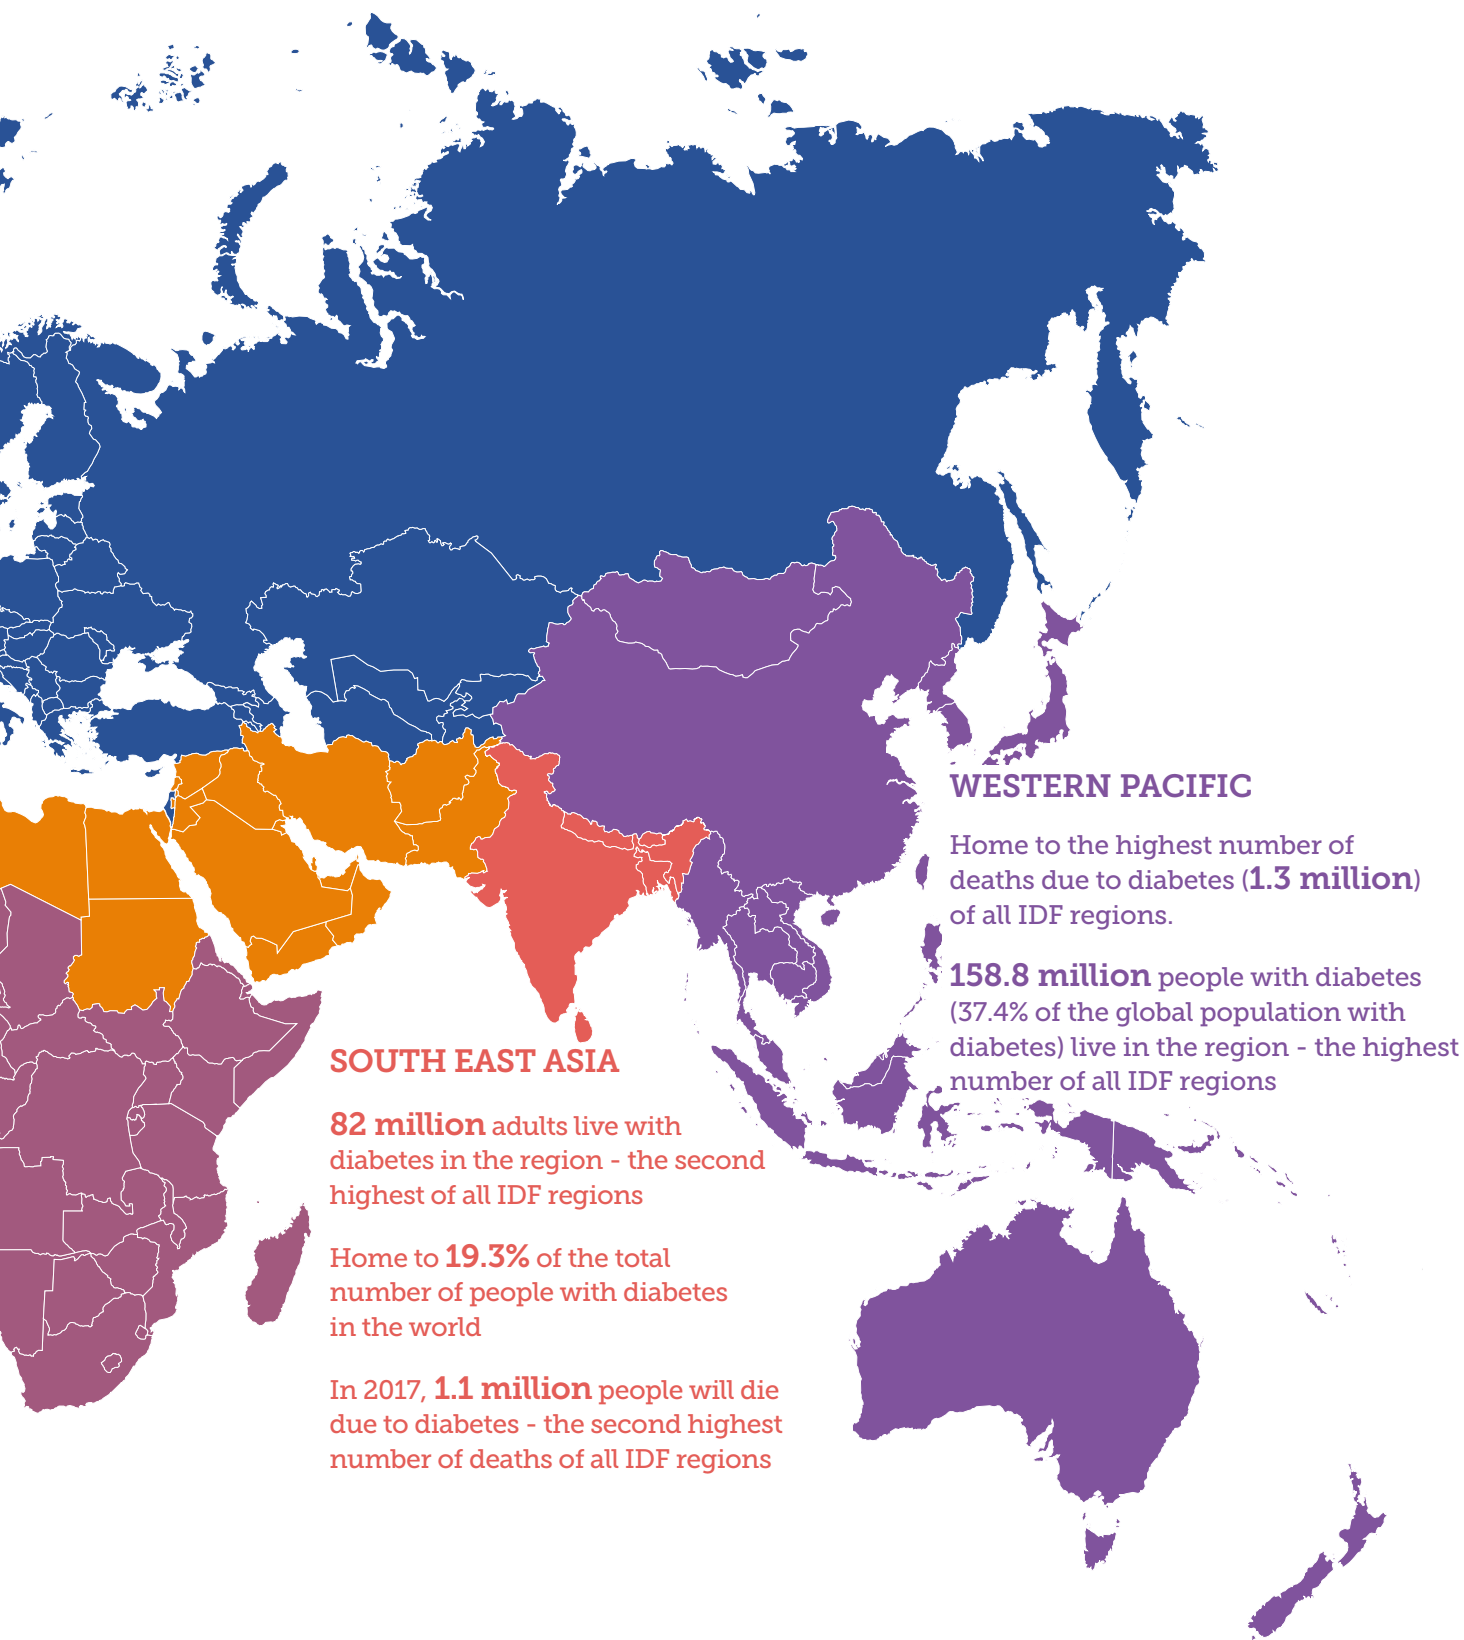 WESTERN PACIFIC
Home to the highest number of
deaths due to diabetes (1.3 million)
of all IDF regions.
158.8 million people with diabetes
(37.4% of the global population with
diabetes) live in the region - the highest
number of all IDF regions
SOUTH EAST ASIA
82 million adults live with
diabetes in the region - the second
highest of all IDF regions
Home to 19.3% of the total
number of people with diabetes
in the world
In 2017, 1.1 million people will die
due to diabetes - the second highest
number of deaths of all IDF regions